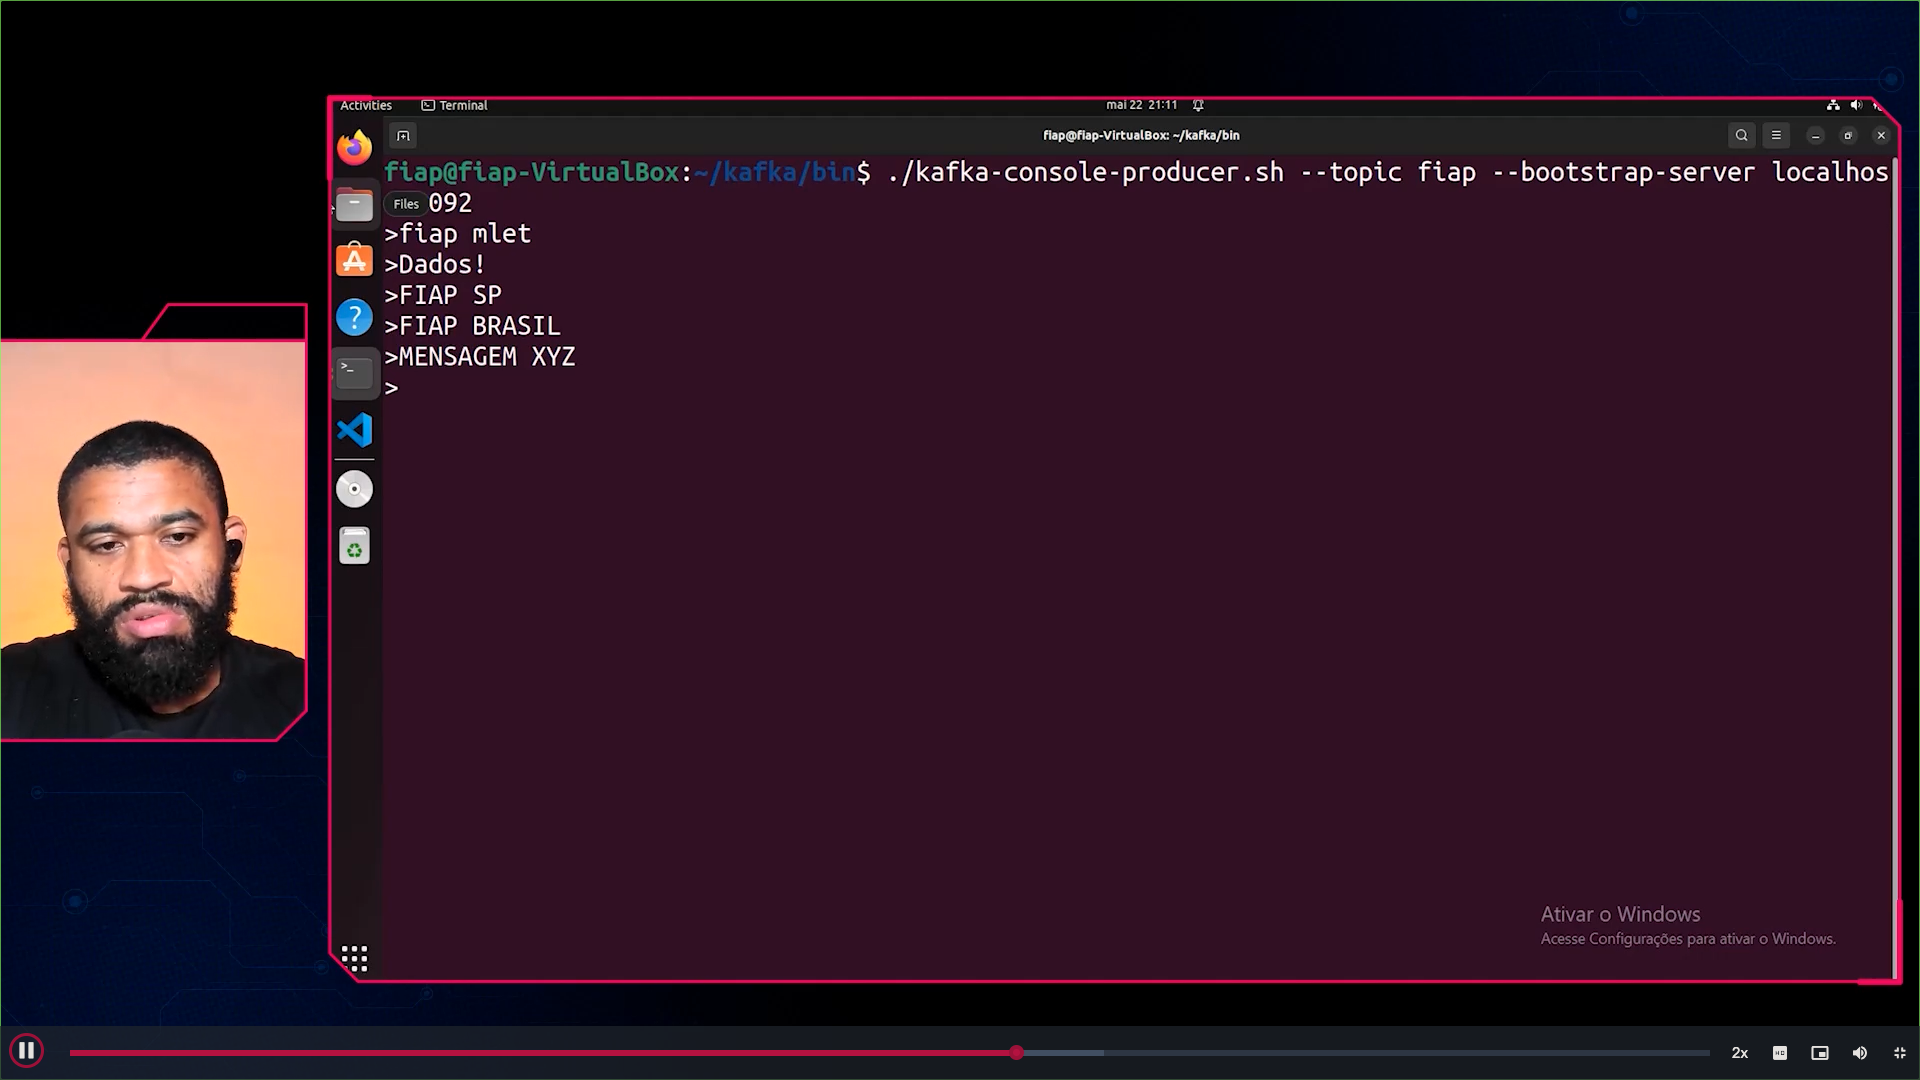 Activities Terminal mai 22 21:11
fiap@fiap-VirtualBox: ~/kafka/bin
fiap@fiap-VirtualBox:~/kafka/bin$ ./kafka-console-producer.sh --topic fiap --bootstrap-server localhos
Files 092
>fiap mlet
>Dados!
>FIAP SP
>FIAP BRASIL
>MENSAGEM XYZ
>
Ativar o Windows
Acesse Configurações para ativar o Windows.
2x HD